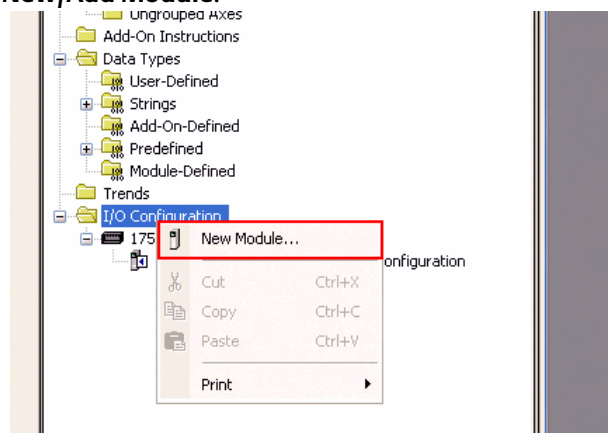 New/Add Module.
Ungrouped Axes
Add-On Instructions
Data Types
User-Defined
Strings
Add-On-Defined
Predefined
Module-Defined
Trends
I/O Configuration
175
New Module...
onfiguration
Cut Ctrl+X
Copy Ctrl+C
Paste Ctrl+V
Print